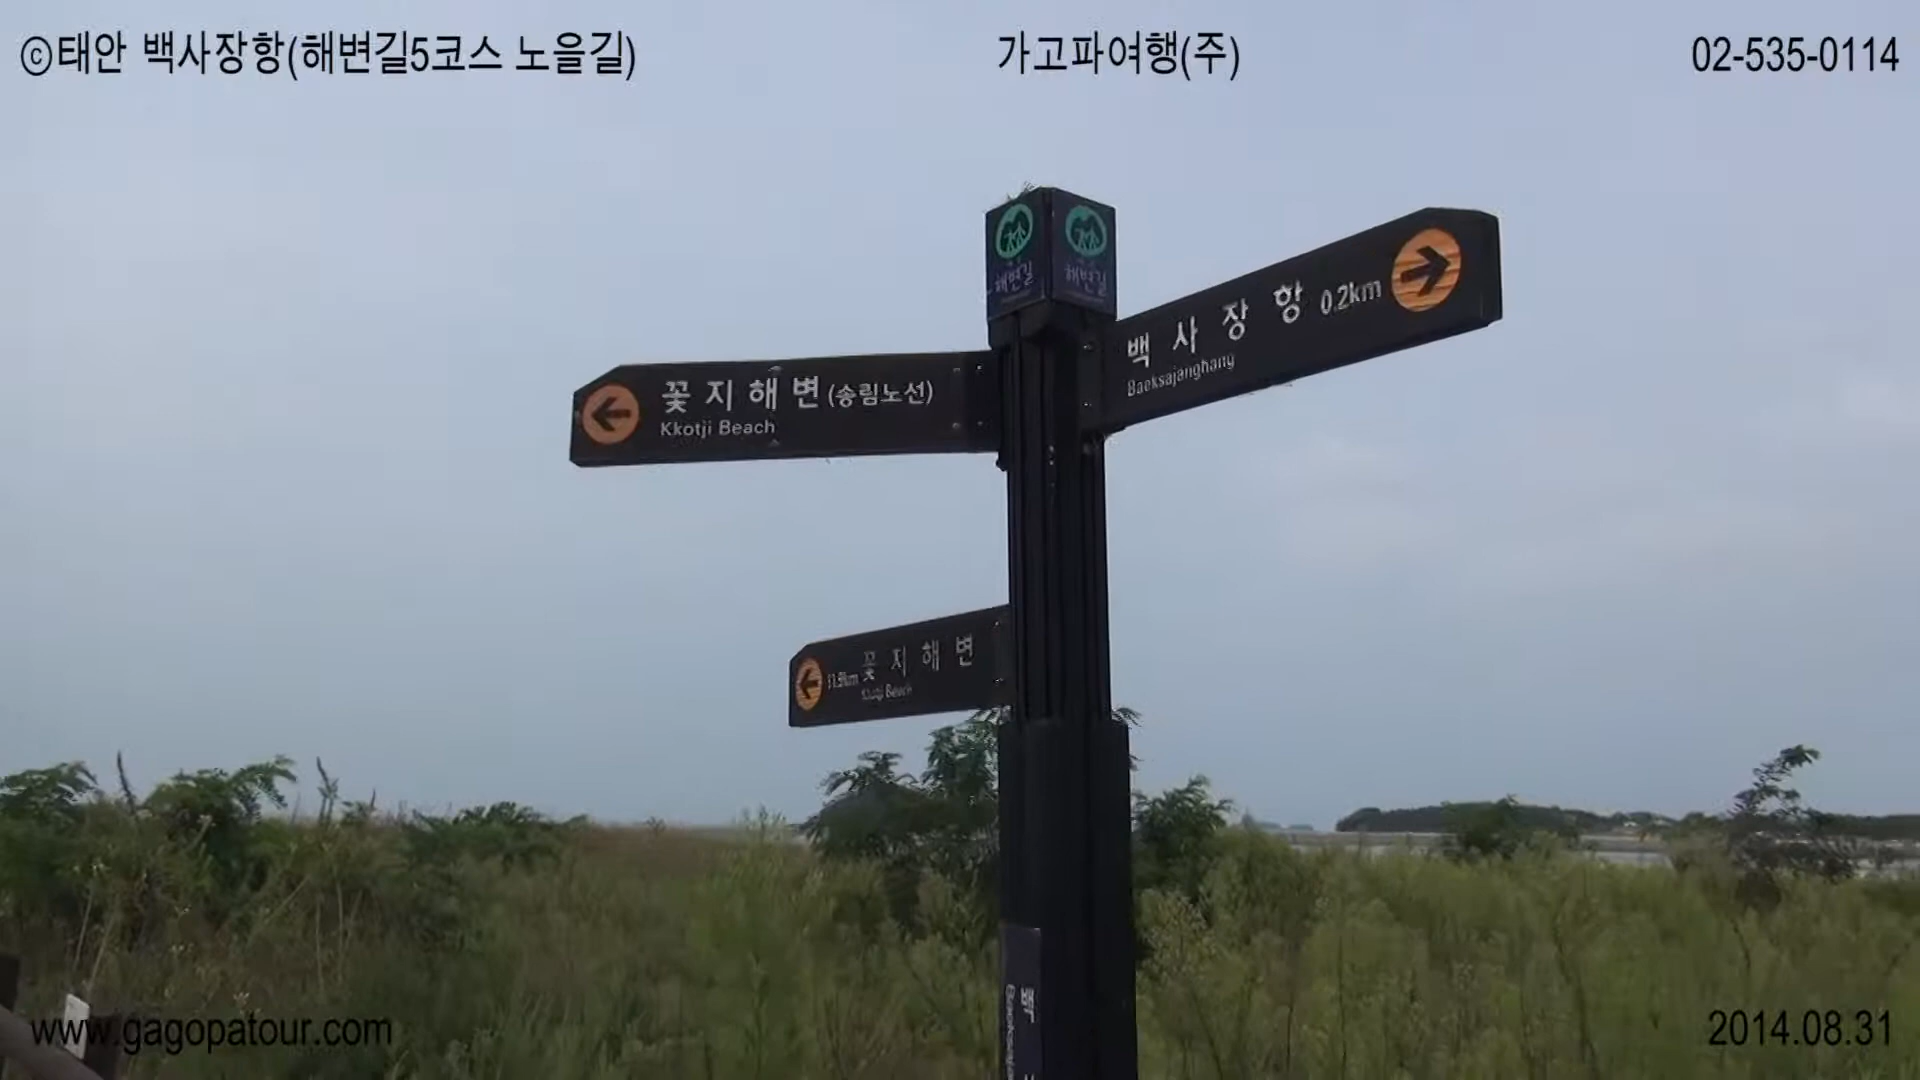 ©태안 백사장항(해변길5코스 노을길)
가고파여행(주)
02-535-0114
해변길
해변길
백사장항 0.2km
Baeksajanghang
꽃지해변(송림노선)
Kkotji Beach
꽃지해변
Kkotji Beach
백
www.gagopatour.com
2014.08.31